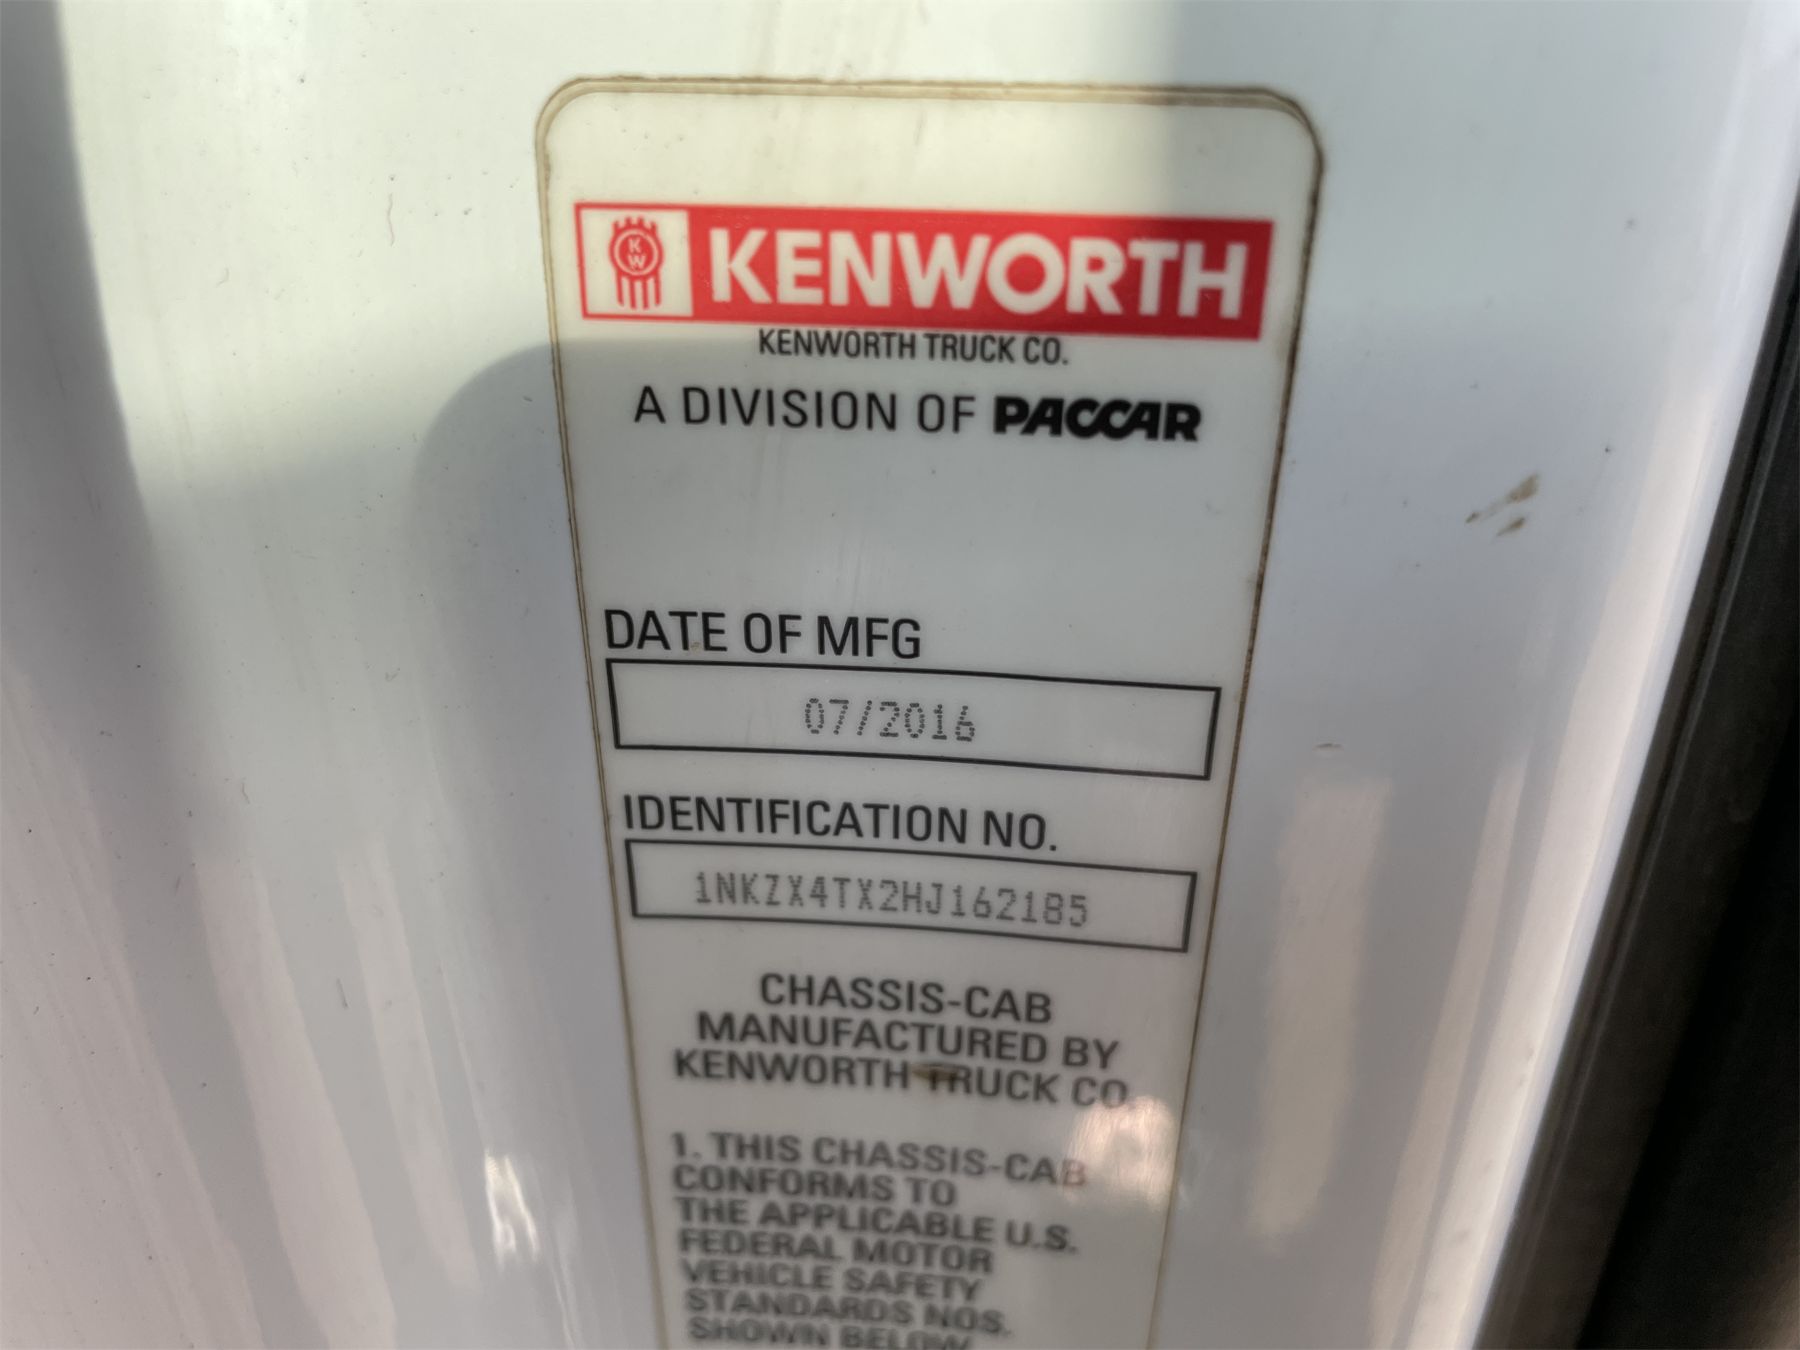 KW
KENWORTH
KENWORTH TRUCK CO.
A DIVISION OF PACCAR
DATE OF MFG
07/2016
IDENTIFICATION NO.
1NKZX4TX2HJ162185
CHASSIS-CAB
MANUFACTURED BY
KENWORTH TRUCK CO.
1. THIS CHASSIS-CAB
CONFORMS TO
THE APPLICABLE U.S.
FEDERAL MOTOR
VEHICLE SAFETY
STANDARDS NOS.
SHOWN BELOW